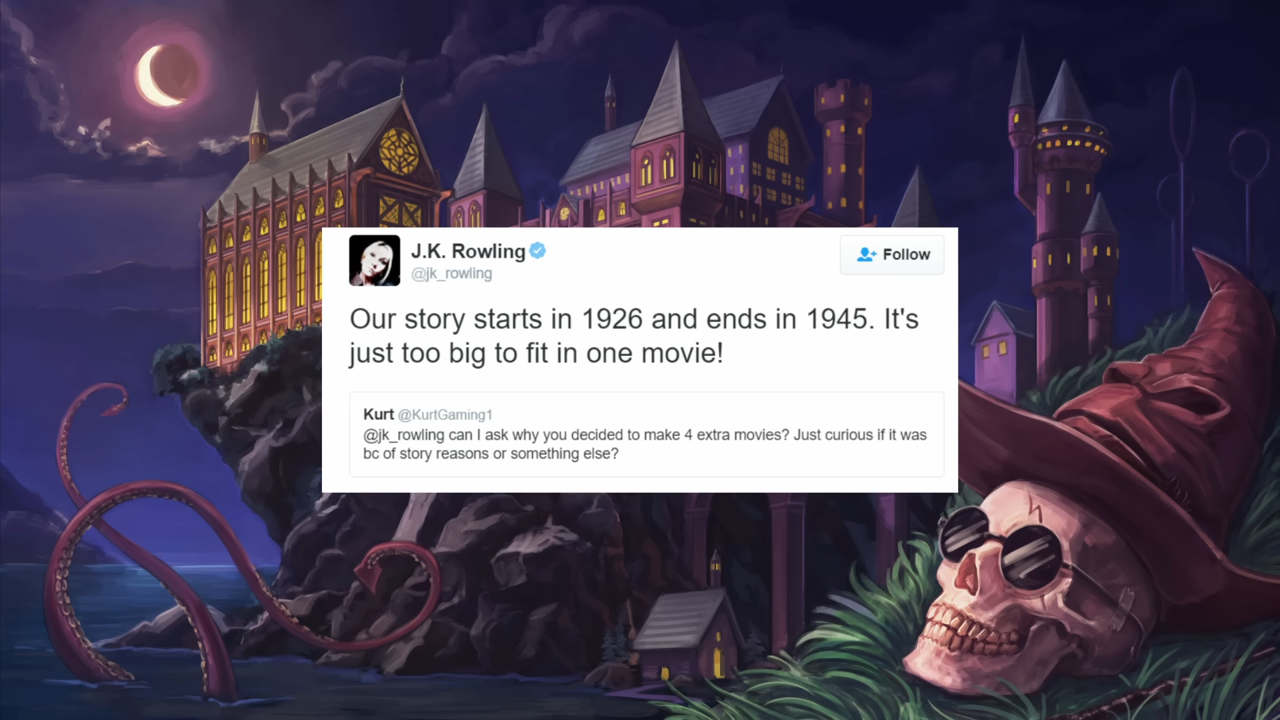 J.K. Rowling
@jk_rowling
Follow
Our story starts in 1926 and ends in 1945. It's
just too big to fit in one movie!
Kurt @KurtGaming1
@jk_rowling can I ask why you decided to make 4 extra movies? Just curious if it was
bc of story reasons or something else?